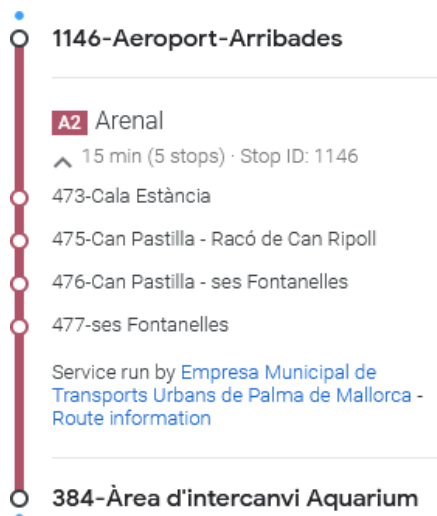 1146-Aeroport-Arribades
A2 Arenal
15 min (5 stops) · Stop ID: 1146
473-Cala Estància
475-Can Pastilla - Racó de Can Ripoll
476-Can Pastilla - ses Fontanelles
477-ses Fontanelles
Service run by Empresa Municipal de
Transports Urbans de Palma de Mallorca -
Route information
384-Àrea d'intercanvi Aquarium